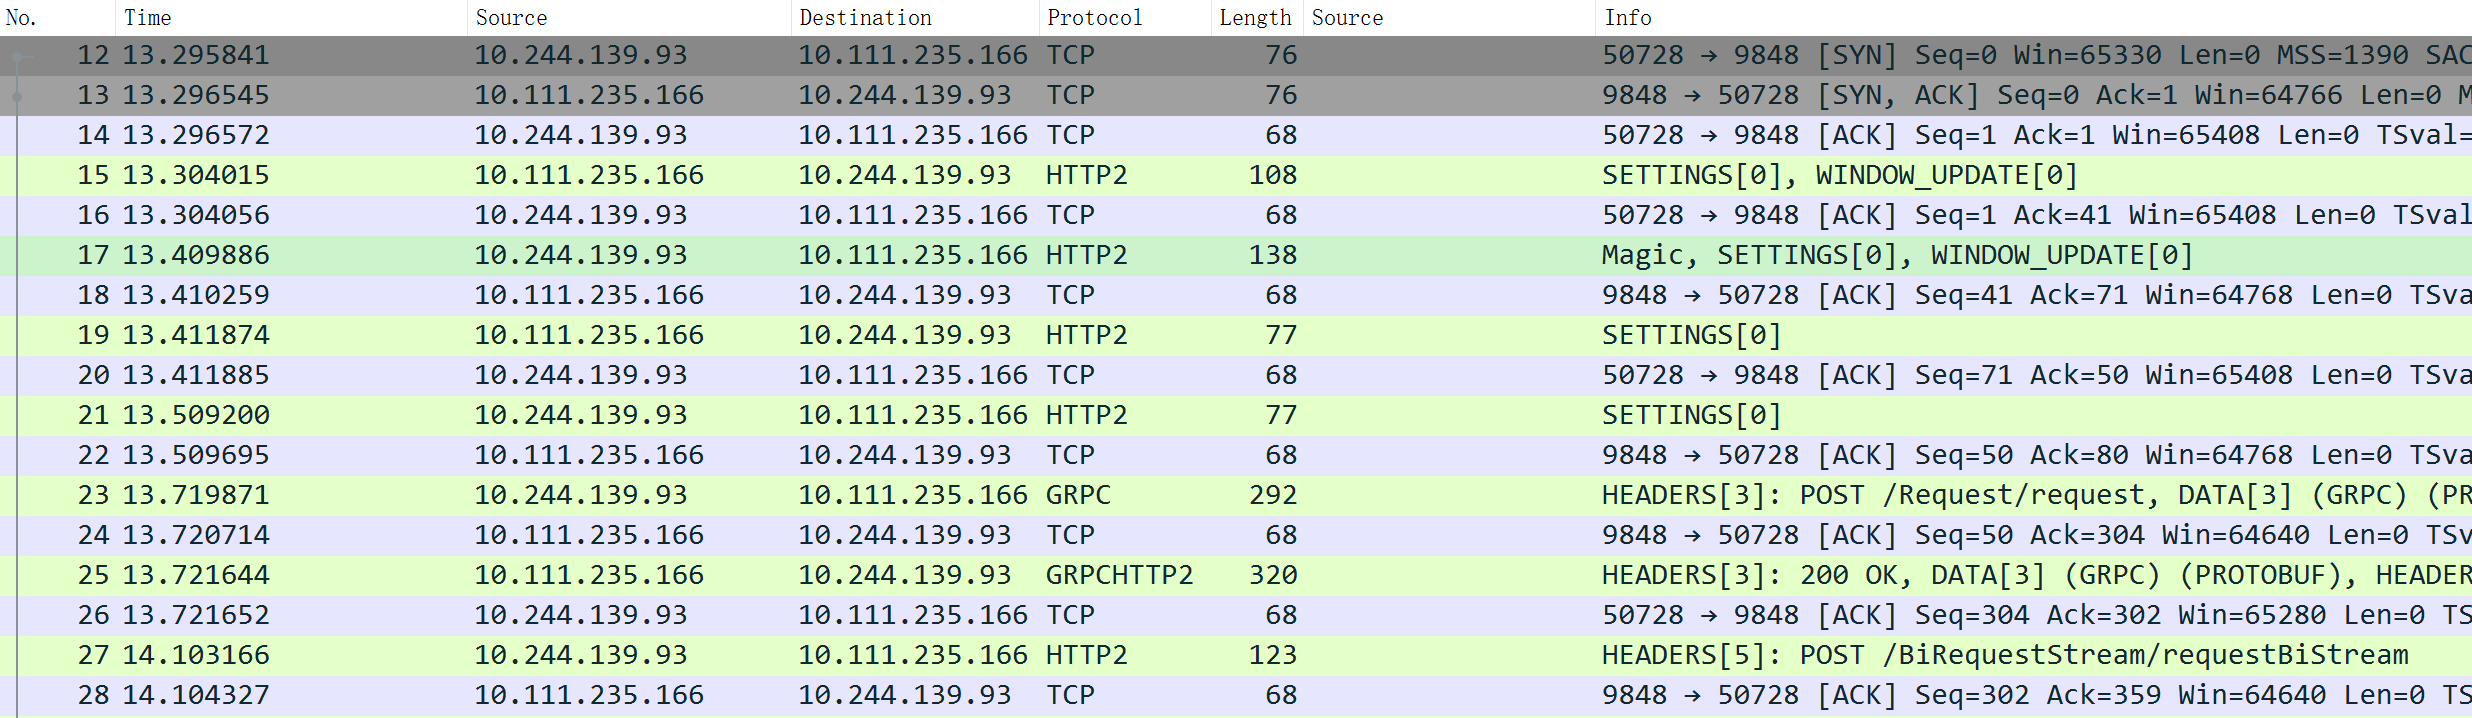 No. Time Source Destination Protocol Length Source Info
12 13.295841 10.244.139.93 10.111.235.166 TCP 76 50728 → 9848 [SYN] Seq=0 Win=65330 Len=0 MSS=1390 SAC
13 13.296545 10.111.235.166 10.244.139.93 TCP 76 9848 → 50728 [SYN, ACK] Seq=0 Ack=1 Win=64766 Len=0 M
14 13.296572 10.244.139.93 10.111.235.166 TCP 68 50728 → 9848 [ACK] Seq=1 Ack=1 Win=65408 Len=0 TSval=
15 13.304015 10.111.235.166 10.244.139.93 HTTP2 108 SETTINGS[0], WINDOW_UPDATE[0]
16 13.304056 10.244.139.93 10.111.235.166 TCP 68 50728 → 9848 [ACK] Seq=1 Ack=41 Win=65408 Len=0 TSval
17 13.409886 10.244.139.93 10.111.235.166 HTTP2 138 Magic, SETTINGS[0], WINDOW_UPDATE[0]
18 13.410259 10.111.235.166 10.244.139.93 TCP 68 9848 → 50728 [ACK] Seq=41 Ack=71 Win=64768 Len=0 TSva
19 13.411874 10.111.235.166 10.244.139.93 HTTP2 77 SETTINGS[0]
20 13.411885 10.244.139.93 10.111.235.166 TCP 68 50728 → 9848 [ACK] Seq=71 Ack=50 Win=65408 Len=0 TSva
21 13.509200 10.244.139.93 10.111.235.166 HTTP2 77 SETTINGS[0]
22 13.509695 10.111.235.166 10.244.139.93 TCP 68 9848 → 50728 [ACK] Seq=50 Ack=80 Win=64768 Len=0 TSva
23 13.719871 10.244.139.93 10.111.235.166 GRPC 292 HEADERS[3]: POST /Request/request, DATA[3] (GRPC) (PR
24 13.720714 10.111.235.166 10.244.139.93 TCP 68 9848 → 50728 [ACK] Seq=50 Ack=304 Win=64640 Len=0 TSv
25 13.721644 10.111.235.166 10.244.139.93 GRPCHTTP2 320 HEADERS[3]: 200 OK, DATA[3] (GRPC) (PROTOBUF), HEADER
26 13.721652 10.244.139.93 10.111.235.166 TCP 68 50728 → 9848 [ACK] Seq=304 Ack=302 Win=65280 Len=0 TS
27 14.103166 10.244.139.93 10.111.235.166 HTTP2 123 HEADERS[5]: POST /BiRequestStream/requestBiStream
28 14.104327 10.111.235.166 10.244.139.93 TCP 68 9848 → 50728 [ACK] Seq=302 Ack=359 Win=64640 Len=0 TS